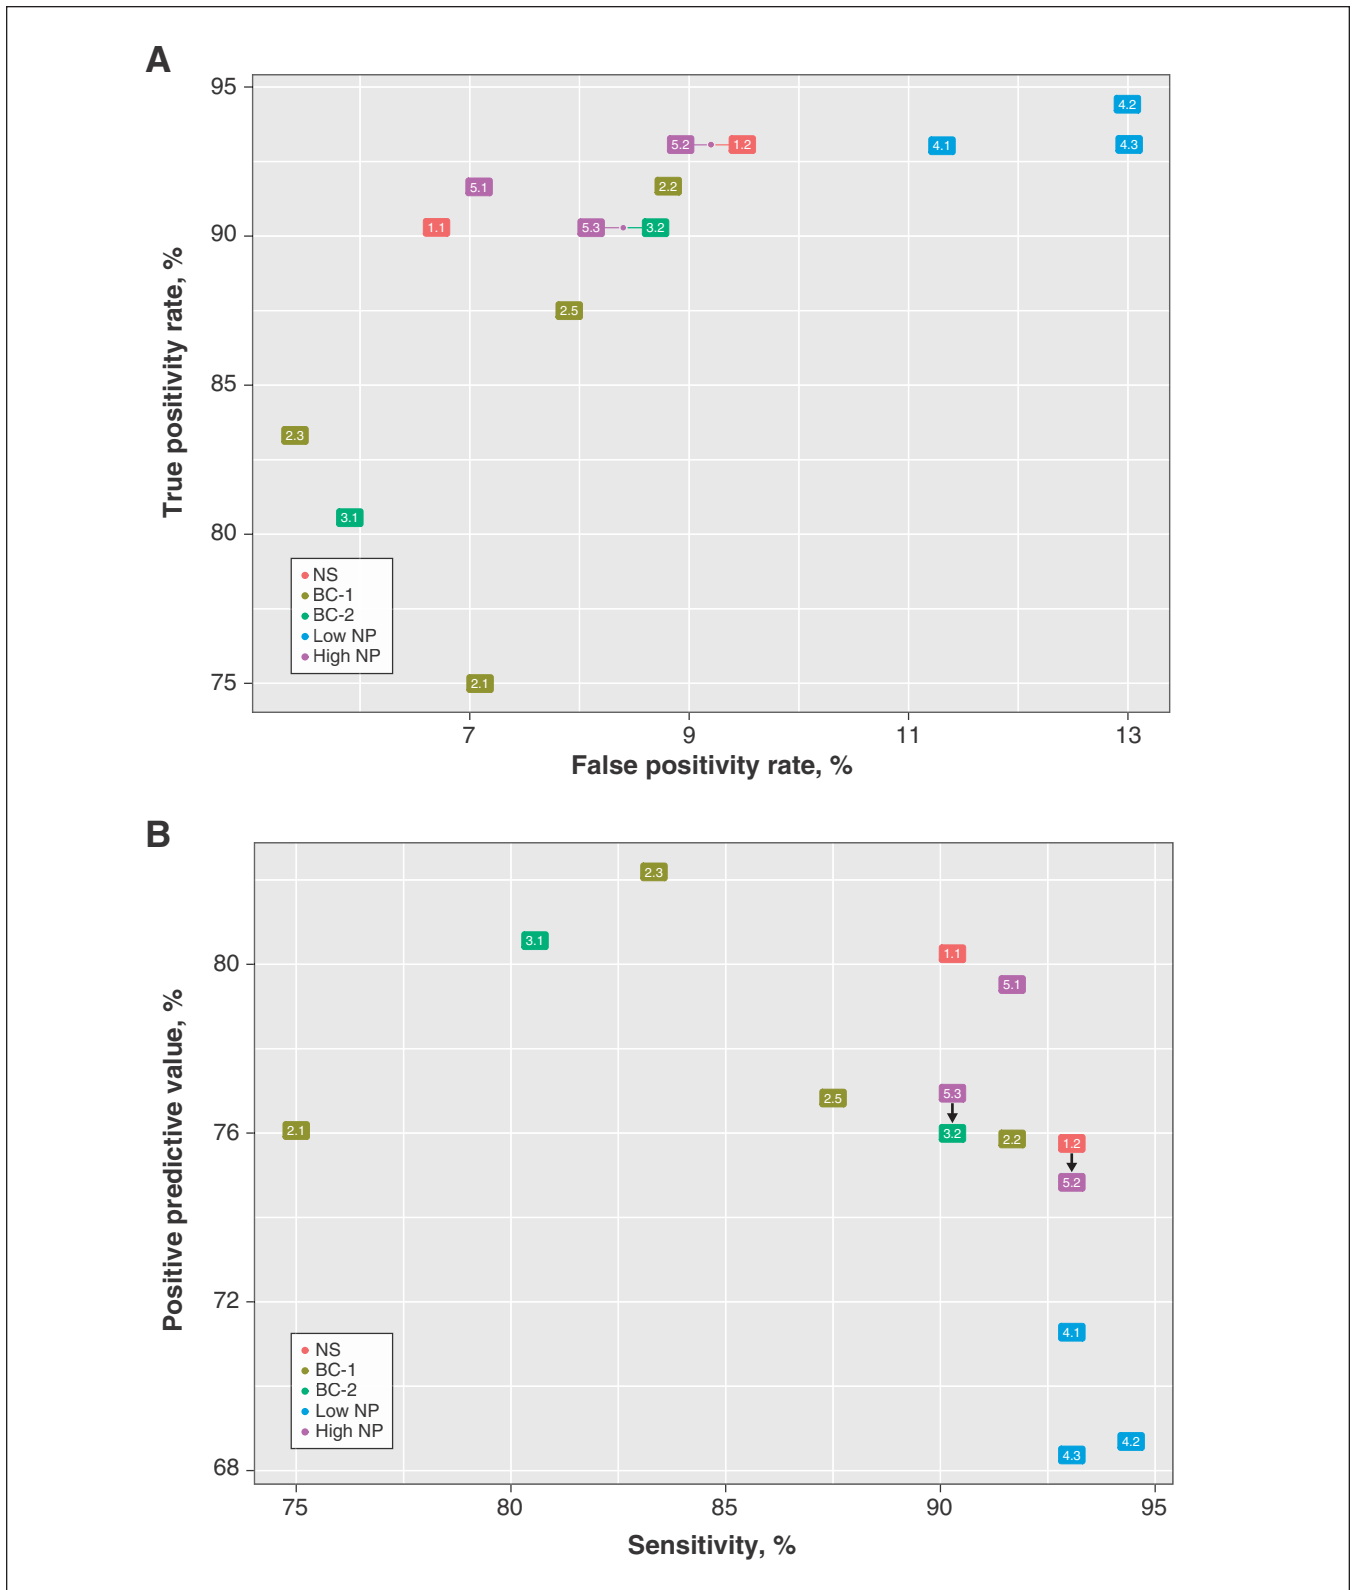 A
95
4.2
5.2
1.2
4.1
4.3
5.1
2.2
90
1.1
5.3
3.2
2.5
85
2.3
3.1
80
NS
BC-1
BC-2
Low NP
High NP
75
2.1
7
9
11
13
True positivity rate, %
False positivity rate, %
B
2.3
3.1
80
1.1
5.1
5.3
2.5
2.1
76
3.2
2.2
1.2
5.2
72
4.1
NS
BC-1
BC-2
Low NP
High NP
4.2
4.3
68
75
80
85
90
95
Positive predictive value, %
Sensitivity, %